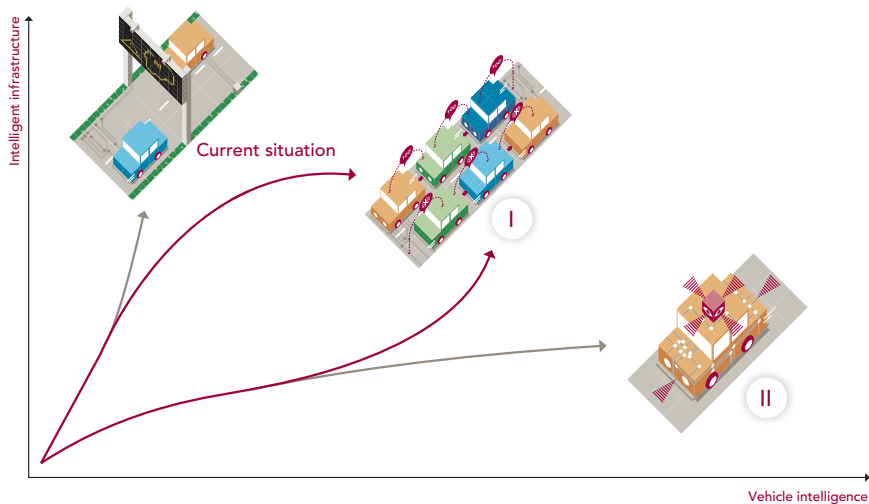 Intelligent infrastructure
Current situation
I
II
Vehicle intelligence